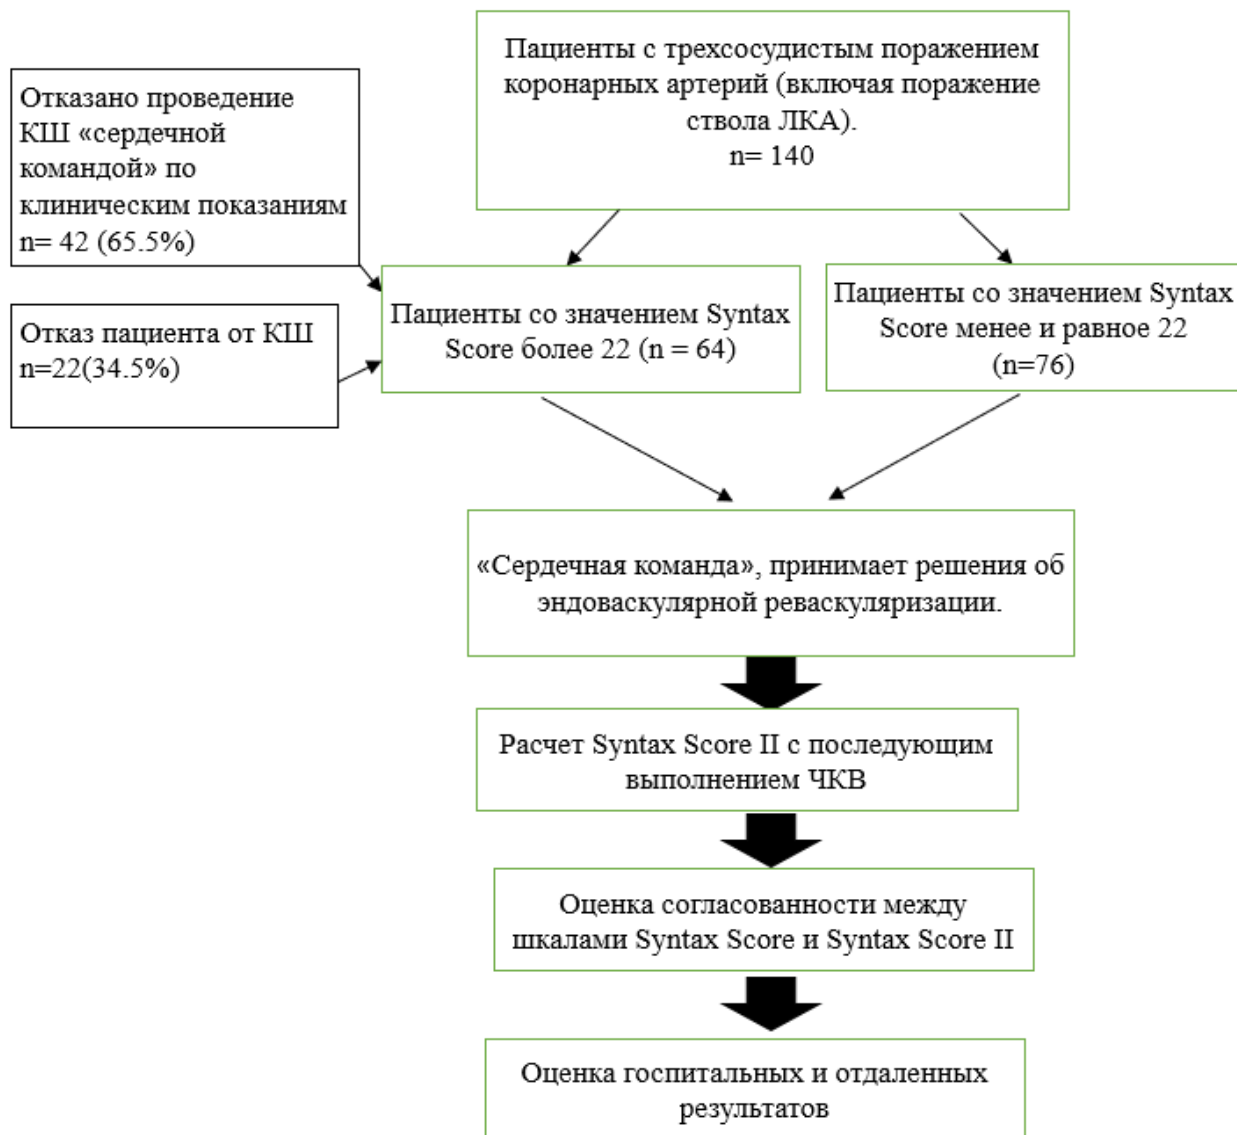 Пациенты с трехсосудистым поражением
коронарных артерий (включая поражение
ствола ЛКА).
n= 140
Отказано проведение
КШ «сердечной
командой» по
клиническим показаниям
n= 42 (65.5%)
Отказ пациента от КШ
n=22(34.5%)
Пациенты со значением Syntax
Score более 22 (n = 64)
Пациенты со значением Syntax
Score менее и равное 22
(n=76)
«Сердечная команда», принимает решения об
эндоваскулярной реваскуляризации.
Расчет Syntax Score II с последующим
выполнением ЧКВ
Оценка согласованности между
шкалами Syntax Score и Syntax Score II
Оценка госпитальных и отдаленных
результатов